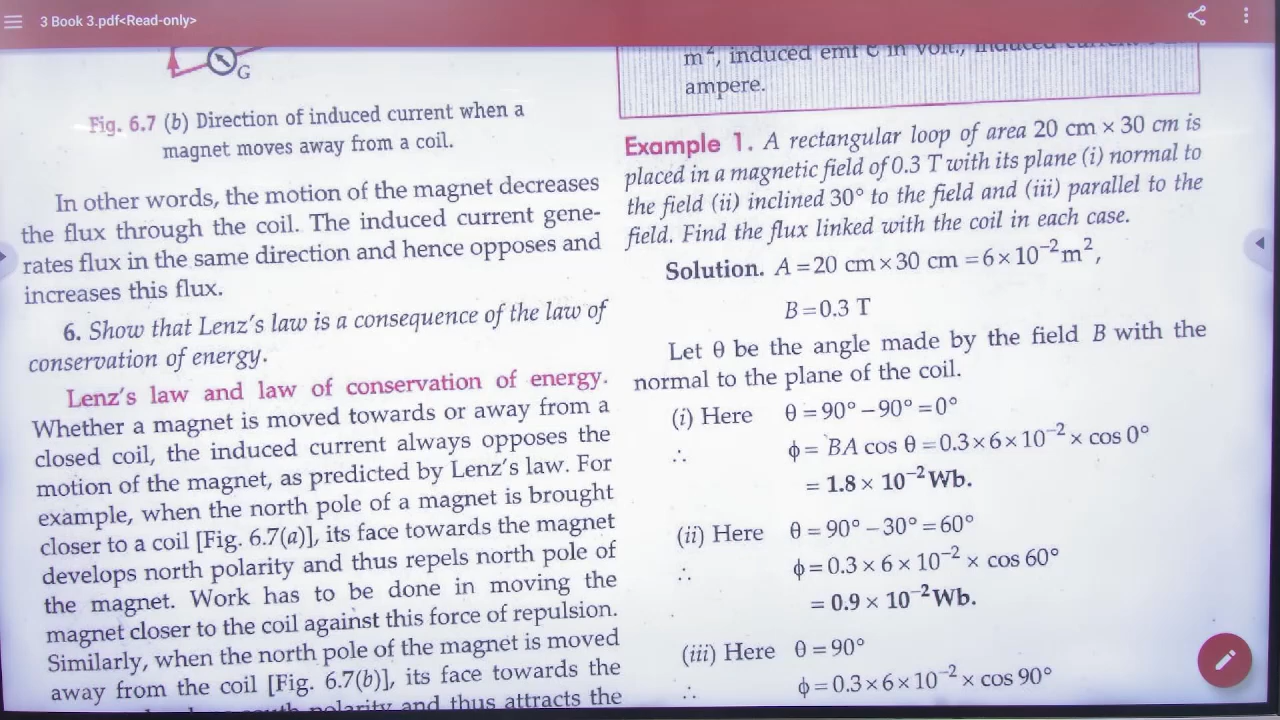 3 Book 3.pdf<Read-only>
G
Fig. 6.7 (b) Direction of induced current when a
magnet moves away from a coil.
In other words, the motion of the magnet decreases
the flux through the coil. The induced current gene-
rates flux in the same direction and hence opposes and
increases this flux.
6. Show that Lenz's law is a consequence of the law of
conservation of energy.
Lenz's law and law of conservation of energy.
Whether a magnet is moved towards or away from a
closed coil, the induced current always opposes the
motion of the magnet, as predicted by Lenz's law. For
example, when the north pole of a magnet is brought
closer to a coil [Fig. 6.7(a)], its face towards the magnet
develops north polarity and thus repels north pole of
the magnet. Work has to be done in moving the
magnet closer to the coil against this force of repulsion.
Similarly, when the north pole of the magnet is moved
away from the coil [Fig. 6.7(b)], its face towards the
polarity and thus attracts the
m², induced emf ℰ in volt., induced
ampere.
Example 1. A rectangular loop of area 20 cm × 30 cm is
placed in a magnetic field of 0.3 T with its plane (i) normal to
the field (ii) inclined 30° to the field and (iii) parallel to the
field. Find the flux linked with the coil in each case.
Solution. A = 20 cm × 30 cm = 6 × 10⁻² m²,
B = 0.3 T
Let θ be the angle made by the field B with the
normal to the plane of the coil.
(i) Here θ = 90° – 90° = 0°
∴ ϕ = BA cos θ = 0.3 × 6 × 10⁻² × cos 0°
= 1.8 × 10⁻² Wb.
(ii) Here θ = 90° – 30° = 60°
∴ ϕ = 0.3 × 6 × 10⁻² × cos 60°
= 0.9 × 10⁻² Wb.
(iii) Here θ = 90°
∴ ϕ = 0.3 × 6 × 10⁻² × cos 90°